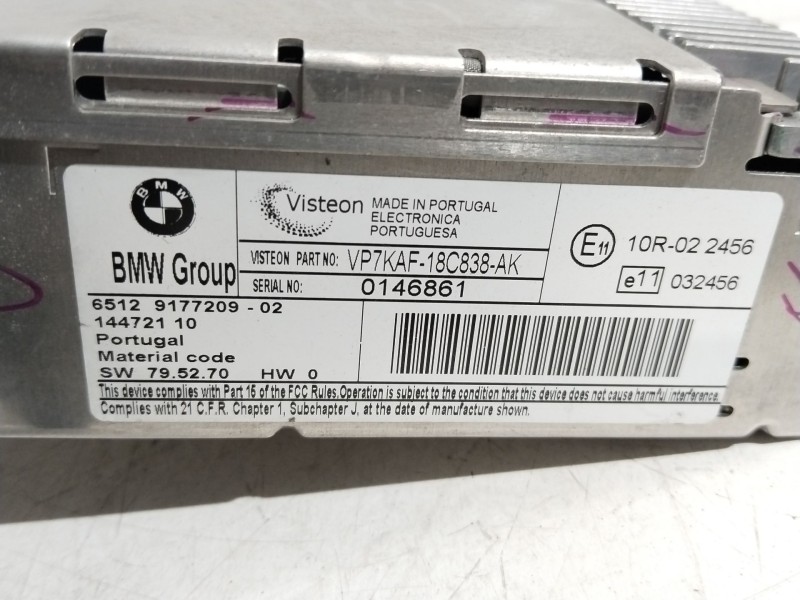 BMW
BMW Group
Visteon
MADE IN PORTUGAL
ELECTRONICA
PORTUGUESA
VISTEON PART NO: VP7KAF-18C838-AK
SERIAL NO: 0146861
E11 10R-02 2456
e11 032456
6512 9177209 - 02
144721 10
Portugal
Material code
SW 79.52.70 HW 0
This device complies with Part 15 of the FCC Rules.Operation is subject to the condition that this device does not cause harmful interference.
Complies with 21 C.F.R. Chapter 1, Subchapter J, at the date of manufacture shown.